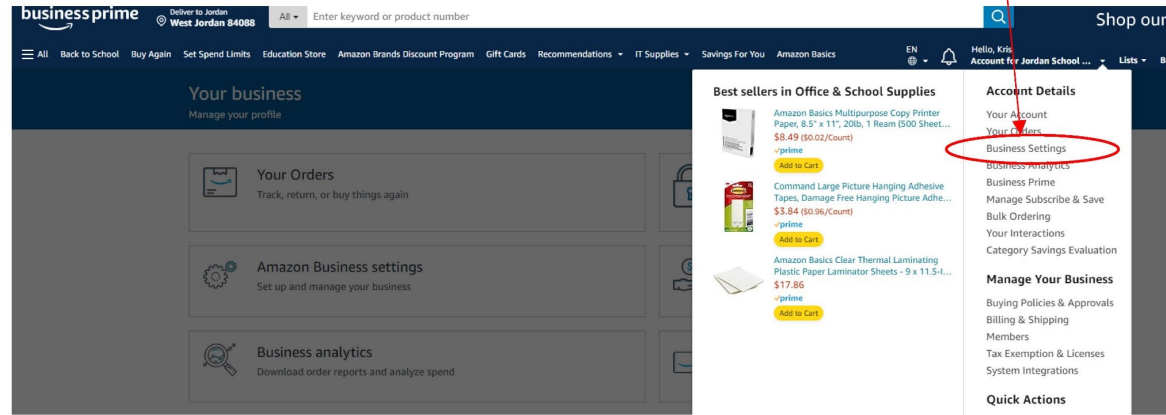 business prime
Deliver to Jordan
West Jordan 84088
All
Enter keyword or product number
Shop our
All Back to School Buy Again Set Spend Limits Education Store Amazon Brands Discount Program Gift Cards Recommendations IT Supplies Savings For You Amazon Basics
EN
Hello, Kris
Account for Jordan School ... Lists B
Your business
Manage your profile
Your Orders
Track, return, or buy things again
Amazon Business settings
Set up and manage your business
Business analytics
Download order reports and analyze spend
Best sellers in Office & School Supplies
Amazon Basics Multipurpose Copy Printer
Paper, 8.5" x 11", 20lb, 1 Ream (500 Sheet...
$8.49 ($0.02/Count)
prime
Add to Cart
Command Large Picture Hanging Adhesive
Tapes, Damage Free Hanging Picture Adhe...
$3.84 ($0.96/Count)
prime
Add to Cart
Amazon Basics Clear Thermal Laminating
Plastic Paper Laminator Sheets - 9 x 11.5-I...
$17.86
prime
Add to Cart
Account Details
Your Account
Your Orders
Business Settings
Business Analytics
Business Prime
Manage Subscribe & Save
Bulk Ordering
Your Interactions
Category Savings Evaluation
Manage Your Business
Buying Policies & Approvals
Billing & Shipping
Members
Tax Exemption & Licenses
System Integrations
Quick Actions